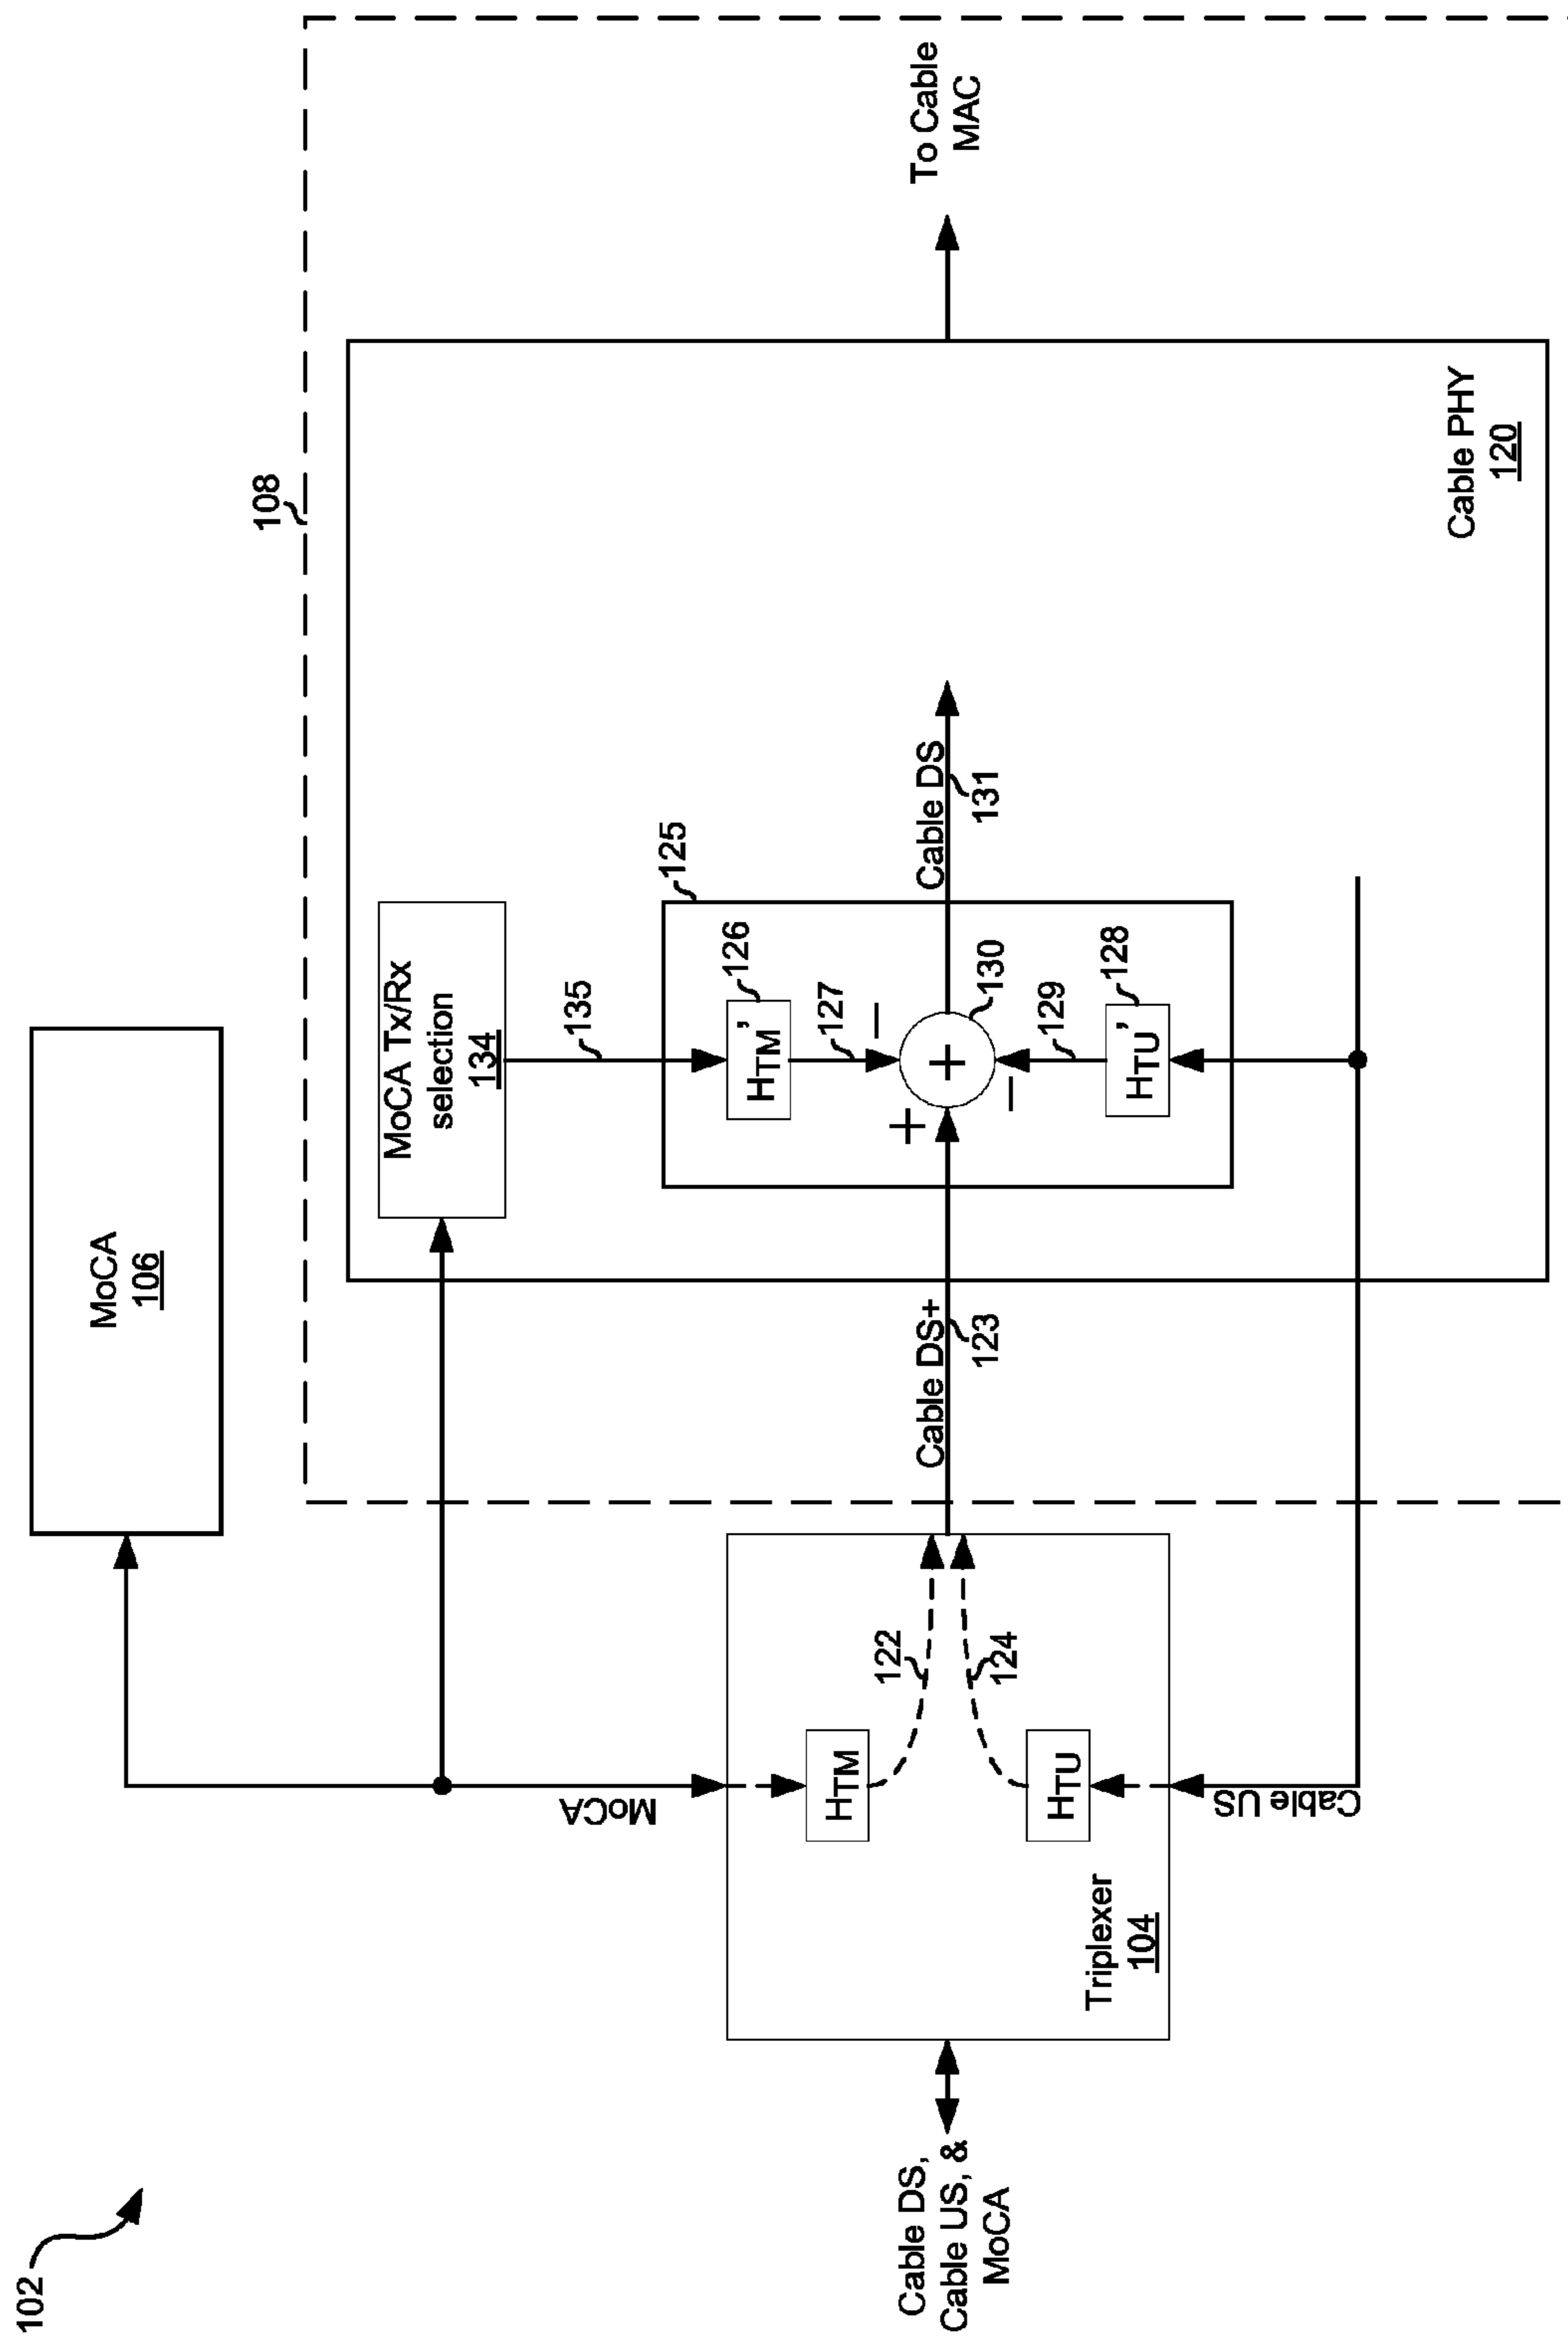 102
MoCA
106
108
Cable DS,
Cable US, &
MoCA
Triplexer
104
MoCA
HTM
122
HTU
124
Cable US
Cable DS+
123
MoCA Tx/Rx
selection
134
135
125
HTM'
126
127
−
+
+
130
−
129
HTU'
128
Cable DS
131
Cable PHY
120
To Cable
MAC